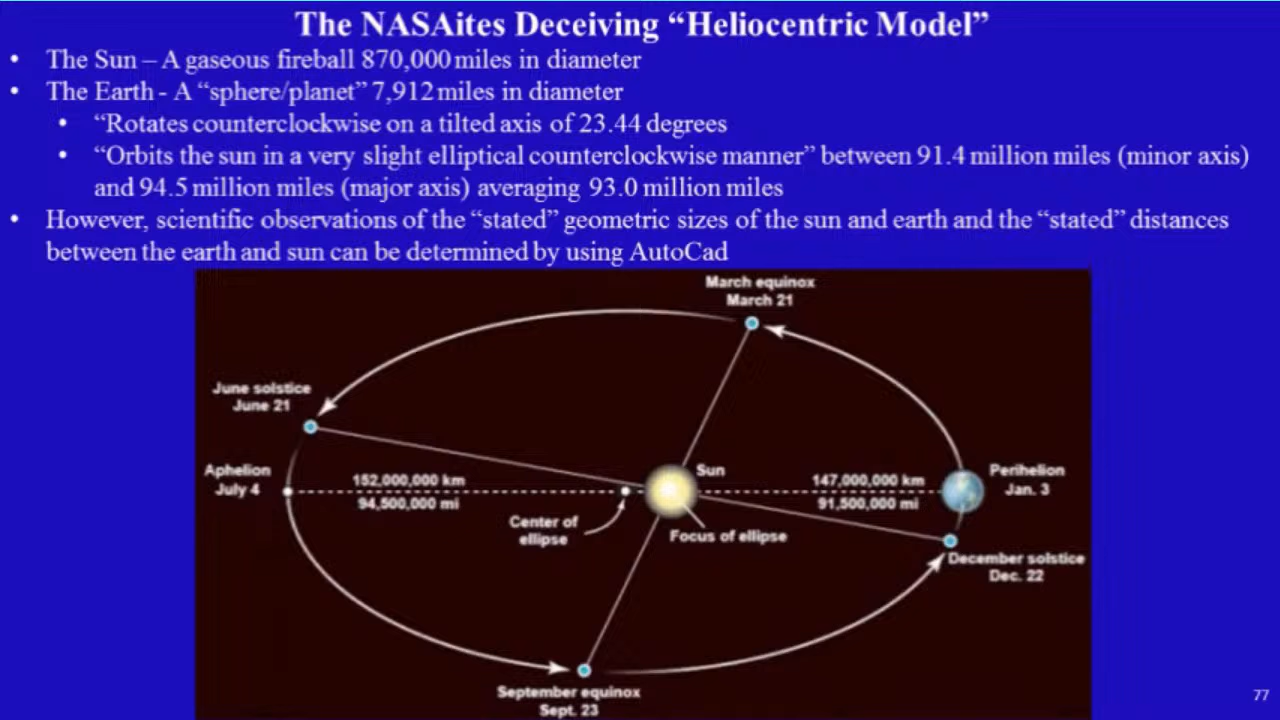 The NASAites Deceiving “Heliocentric Model”
• The Sun – A gaseous fireball 870,000 miles in diameter
• The Earth - A “sphere/planet” 7,912 miles in diameter
• “Rotates counterclockwise on a tilted axis of 23.44 degrees
• “Orbits the sun in a very slight elliptical counterclockwise manner” between 91.4 million miles (minor axis)
and 94.5 million miles (major axis) averaging 93.0 million miles
• However, scientific observations of the “stated” geometric sizes of the sun and earth and the “stated” distances
between the earth and sun can be determined by using AutoCad
March equinox
March 21
June solstice
June 21
Aphelion
July 4
152,000,000 km
94,500,000 mi
Sun
147,000,000 km
91,500,000 mi
Perihelion
Jan. 3
Center of
ellipse
Focus of ellipse
December solstice
Dec. 22
September equinox
Sept. 23
77